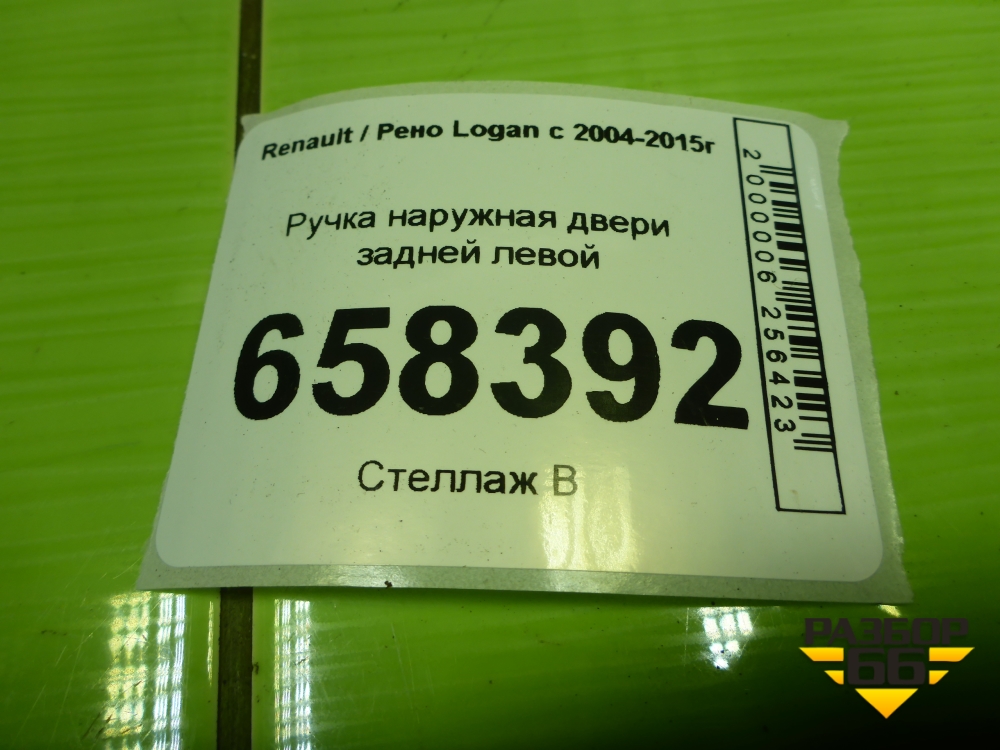 Renault / Рено Logan с 2004-2015г
Ручка наружная двери
задней левой
658392
Стеллаж В
2000006256423
РАЗБОР
66